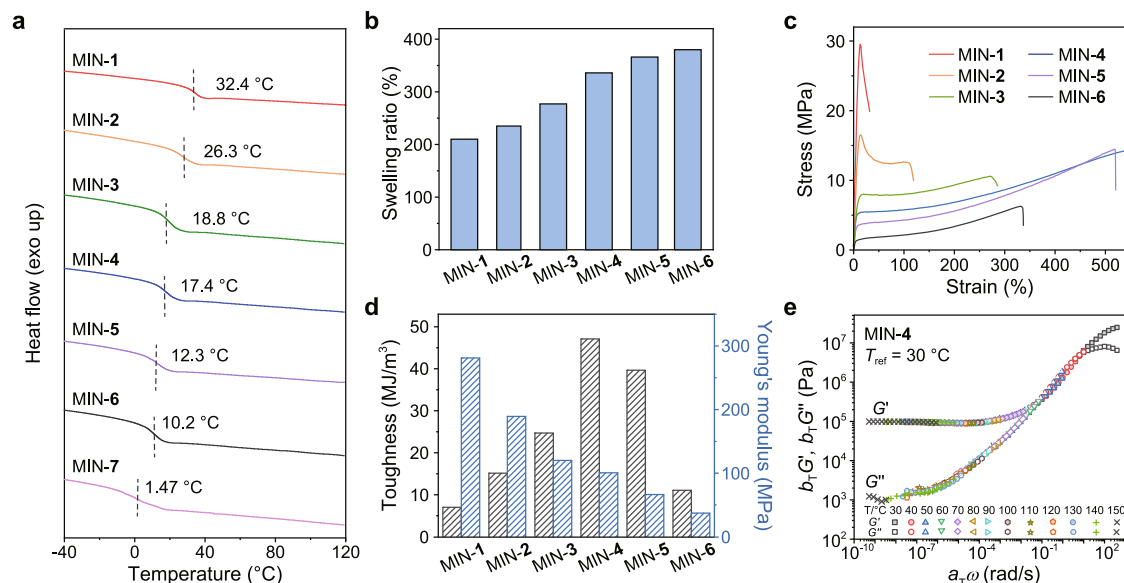 a
MIN-1
32.4 °C
MIN-2
26.3 °C
MIN-3
18.8 °C
MIN-4
17.4 °C
MIN-5
12.3 °C
MIN-6
10.2 °C
MIN-7
1.47 °C
-40 0 40 80 120
Temperature (°C)
Heat flow (exo up)
b
400
300
200
100
0
Swelling ratio (%)
MIN-1 MIN-2 MIN-3 MIN-4 MIN-5 MIN-6
c
30
20
10
0
Stress (MPa)
MIN-1 MIN-4
MIN-2 MIN-5
MIN-3 MIN-6
0 100 200 300 400 500
Strain (%)
d
50
40
30
20
10
0
Toughness (MJ/m³)
300
200
100
0
Young's modulus (MPa)
MIN-1 MIN-2 MIN-3 MIN-4 MIN-5 MIN-6
e
MIN-4
Tref = 30 °C
10⁷
10⁶
10⁵
10⁴
10³
10²
bTG', bTG'' (Pa)
G'
G''
T/°C 30 40 50 60 70 80 90 100 110 120 130 140 150
G'
G''
10⁻¹⁰ 10⁻⁷ 10⁻⁴ 10⁻¹ 10²
aTω (rad/s)